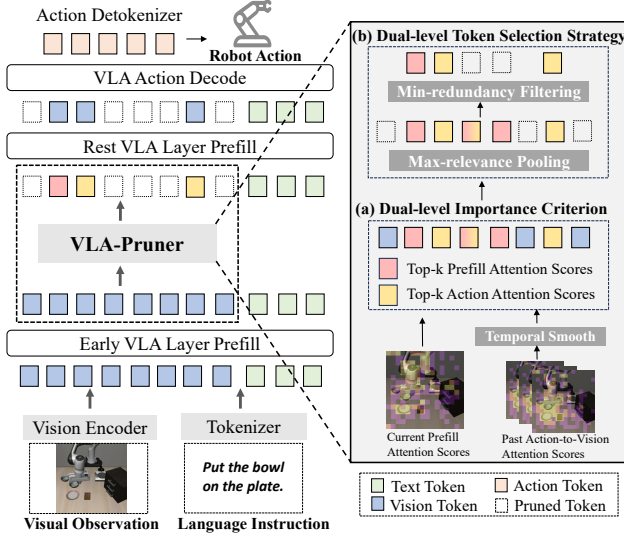 Action Detokenizer
Robot Action
VLA Action Decode
Rest VLA Layer Prefill
VLA-Pruner
Early VLA Layer Prefill
Vision Encoder
Tokenizer
Put the bowl
on the plate.
Visual Observation
Language Instruction
(b) Dual-level Token Selection Strategy
Min-redundancy Filtering
Max-relevance Pooling
(a) Dual-level Importance Criterion
Top-k Prefill Attention Scores
Top-k Action Attention Scores
Temporal Smooth
Current Prefill
Attention Scores
Past Action-to-Vision
Attention Scores
Text Token
Action Token
Vision Token
Pruned Token